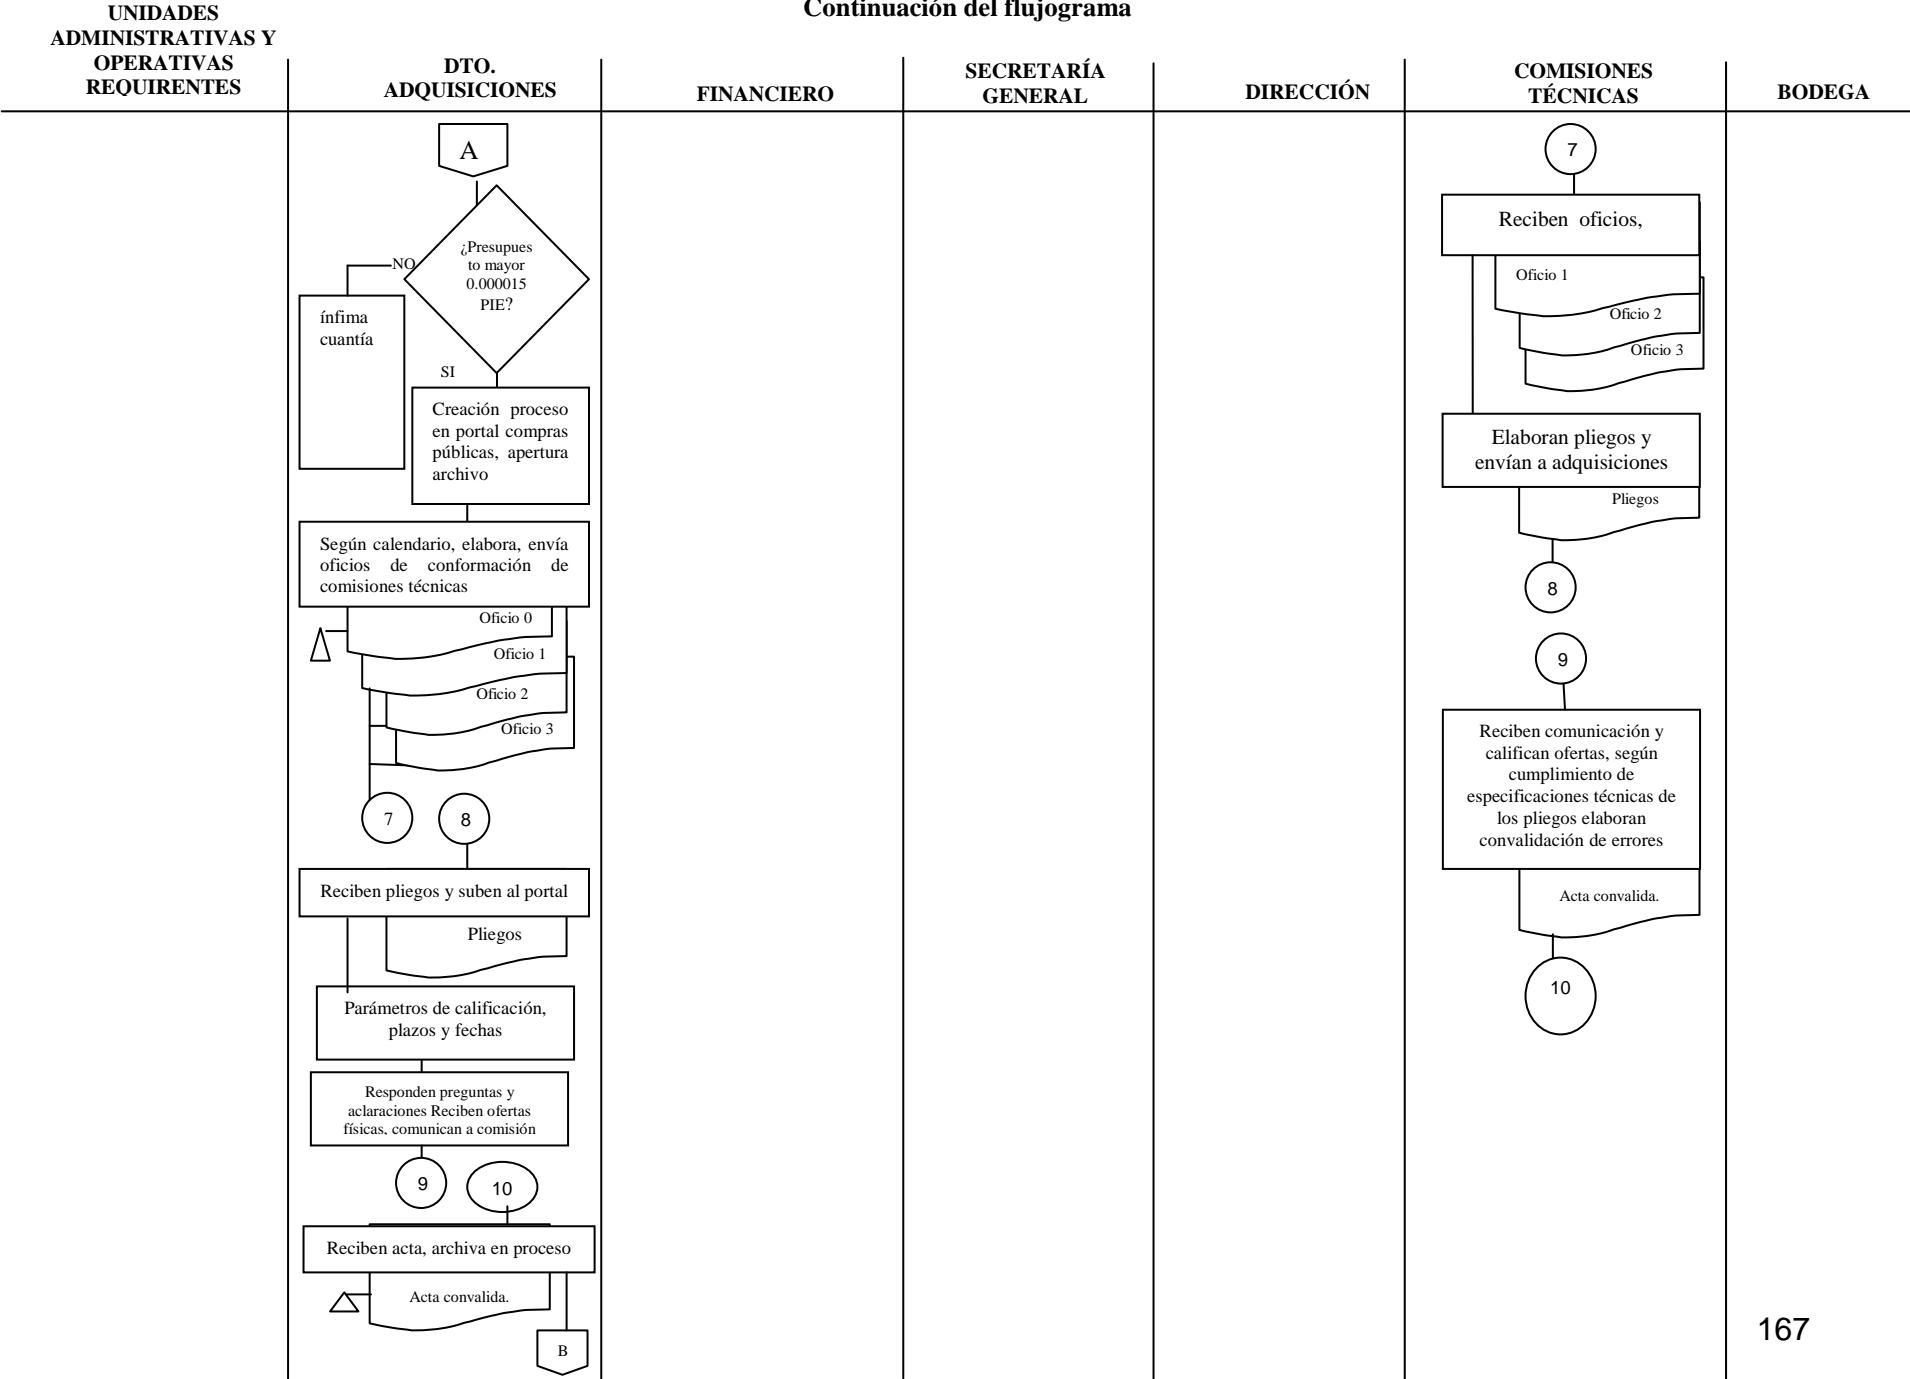 Continuación del flujograma
UNIDADES
ADMINISTRATIVAS Y
OPERATIVAS
REQUIRENTES
DTO.
ADQUISICIONES
FINANCIERO
SECRETARÍA
GENERAL
DIRECCIÓN
COMISIONES
TÉCNICAS
BODEGA
A
¿Presupues
to mayor
0.000015
PIE?
NO
ínfima
cuantía
SI
Creación proceso
en portal compras
públicas, apertura
archivo
Según calendario, elabora, envía
oficios de conformación de
comisiones técnicas
Oficio 0
Oficio 1
Oficio 2
Oficio 3
7
8
Reciben pliegos y suben al portal
Pliegos
Parámetros de calificación,
plazos y fechas
Responden preguntas y
aclaraciones Reciben ofertas
físicas, comunican a comisión
9
10
Reciben acta, archiva en proceso
Acta convalida.
B
7
Reciben oficios,
Oficio 1
Oficio 2
Oficio 3
Elaboran pliegos y
envían a adquisiciones
Pliegos
8
9
Reciben comunicación y
califican ofertas, según
cumplimiento de
especificaciones técnicas de
los pliegos elaboran
convalidación de errores
Acta convalida.
10
167